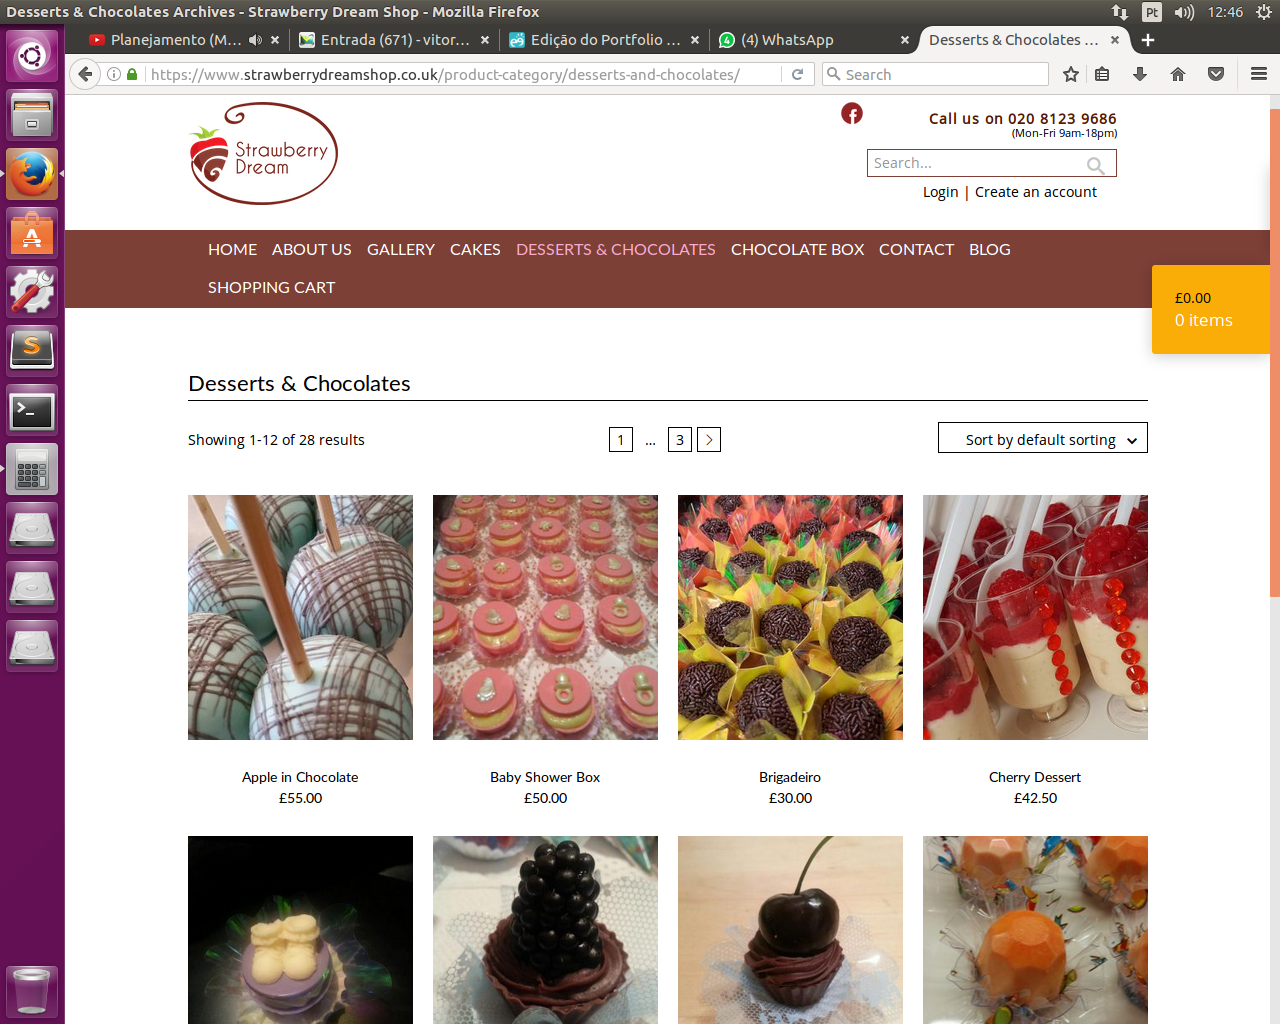 Desserts & Chocolates Archives - Strawberry Dream Shop - Mozilla Firefox
Pt
12:46
Planejamento (M...
Entrada (671) - vitor...
Edição do Portfolio ...
(4) WhatsApp
Desserts & Chocolates ...
https://www.strawberrydreamshop.co.uk/product-category/desserts-and-chocolates/
Search
Strawberry
Dream
Call us on 020 8123 9686
(Mon-Fri 9am-18pm)
Search...
Login | Create an account
HOME ABOUT US GALLERY CAKES DESSERTS & CHOCOLATES CHOCOLATE BOX CONTACT BLOG
SHOPPING CART
£0.00
0 items
Desserts & Chocolates
Showing 1-12 of 28 results
1 ... 3
Sort by default sorting
Apple in Chocolate
£55.00
Baby Shower Box
£50.00
Brigadeiro
£30.00
Cherry Dessert
£42.50